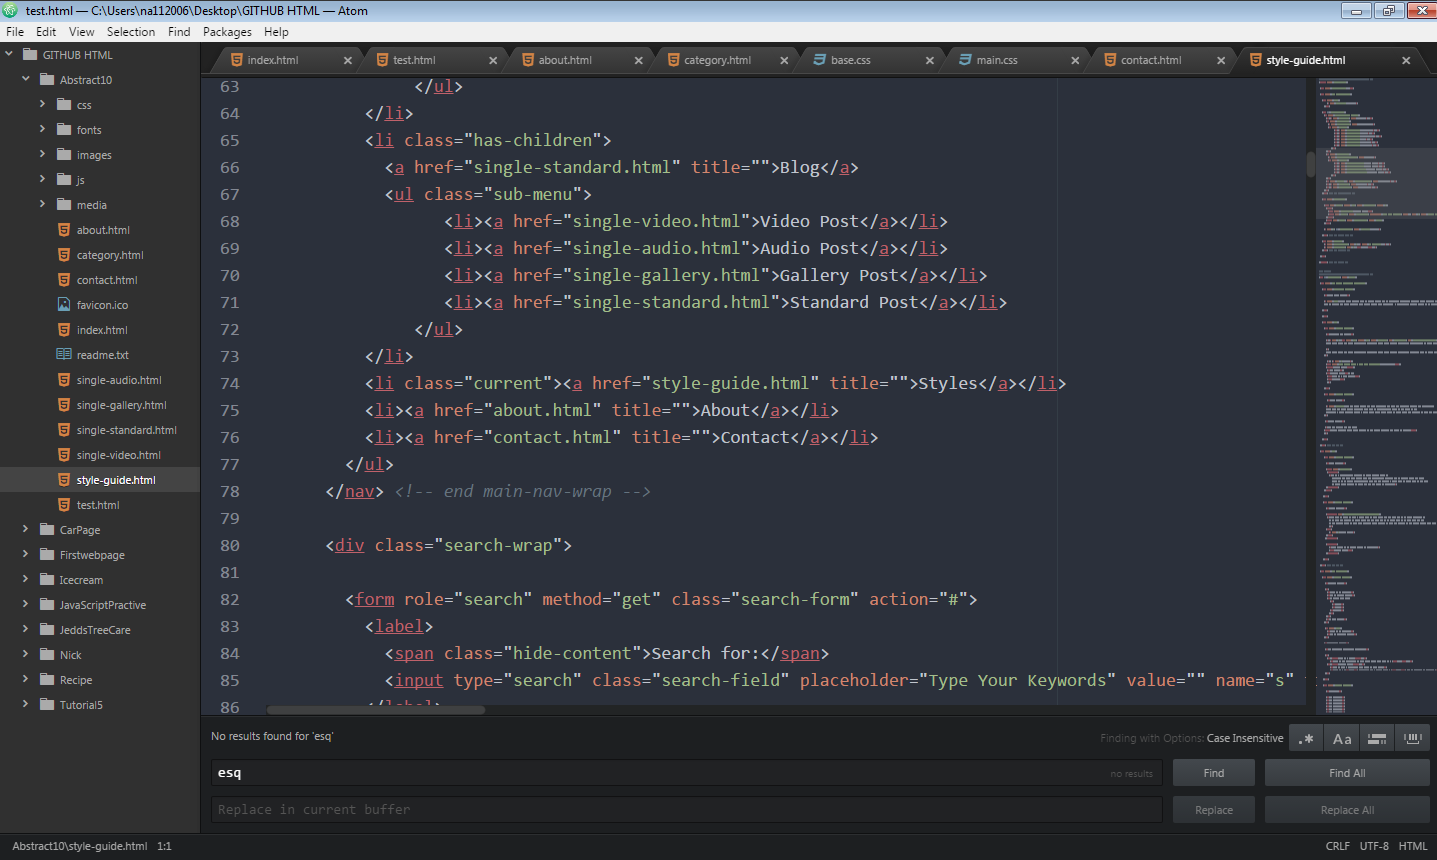 test.html — C:\Users\na112006\Desktop\GITHUB HTML — Atom
File Edit View Selection Find Packages Help
GITHUB HTML
Abstract10
css
fonts
images
js
media
about.html
category.html
contact.html
favicon.ico
index.html
readme.txt
single-audio.html
single-gallery.html
single-standard.html
single-video.html
style-guide.html
test.html
CarPage
Firstwebpage
Icecream
JavaScriptPractive
JeddsTreeCare
Nick
Recipe
Tutorial5
index.html test.html about.html category.html base.css main.css contact.html style-guide.html
63 </ul>
64 </li>
65 <li class="has-children">
66 <a href="single-standard.html" title="">Blog</a>
67 <ul class="sub-menu">
68 <li><a href="single-video.html">Video Post</a></li>
69 <li><a href="single-audio.html">Audio Post</a></li>
70 <li><a href="single-gallery.html">Gallery Post</a></li>
71 <li><a href="single-standard.html">Standard Post</a></li>
72 </ul>
73 </li>
74 <li class="current"><a href="style-guide.html" title="">Styles</a></li>
75 <li><a href="about.html" title="">About</a></li>
76 <li><a href="contact.html" title="">Contact</a></li>
77 </ul>
78 </nav> <!-- end main-nav-wrap -->
79
80 <div class="search-wrap">
81
82 <form role="search" method="get" class="search-form" action="#">
83 <label>
84 <span class="hide-content">Search for:</span>
85 <input type="search" class="search-field" placeholder="Type Your Keywords" value="" name="s"
86 </label>
No results found for 'esq'
Finding with Options: Case Insensitive .* Aa
esq no results Find Find All
Replace in current buffer Replace Replace All
Abstract10\style-guide.html 1:1 CRLF UTF-8 HTML